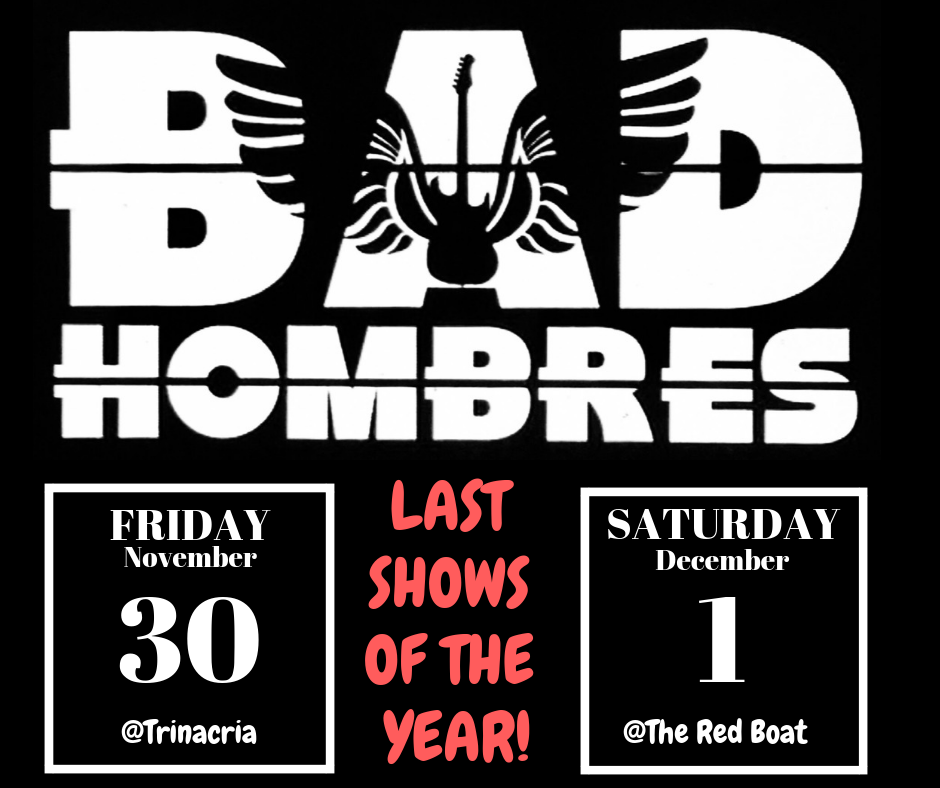 BAD
HOMBRES
FRIDAY
November
30
@Trinacria
LAST
SHOWS
OF THE
YEAR!
SATURDAY
December
1
@The Red Boat